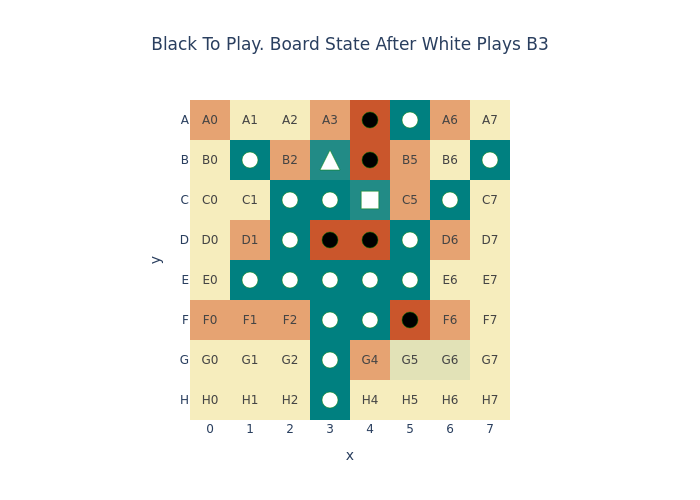 Black To Play. Board State After White Plays B3
A A0 A1 A2 A3 A6 A7
B B0 B2 B5 B6
C C0 C1 C5 C7
D D0 D1 D6 D7
E E0 E6 E7
F F0 F1 F2 F6 F7
G G0 G1 G2 G4 G5 G6 G7
H H0 H1 H2 H4 H5 H6 H7
0 1 2 3 4 5 6 7
x
y